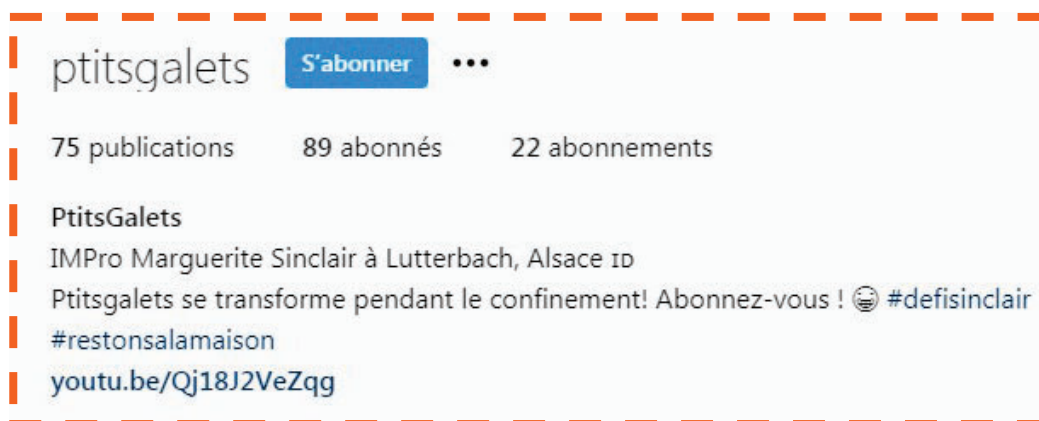 ptitsgalets S'abonner •••
75 publications 89 abonnés 22 abonnements
PtitsGalets
IMPro Marguerite Sinclair à Lutterbach, Alsace ID
Ptitsgalets se transforme pendant le confinement! Abonnez-vous ! 😀 #defisinclair
#restonsalamaison
youtu.be/Qj18J2VeZqg